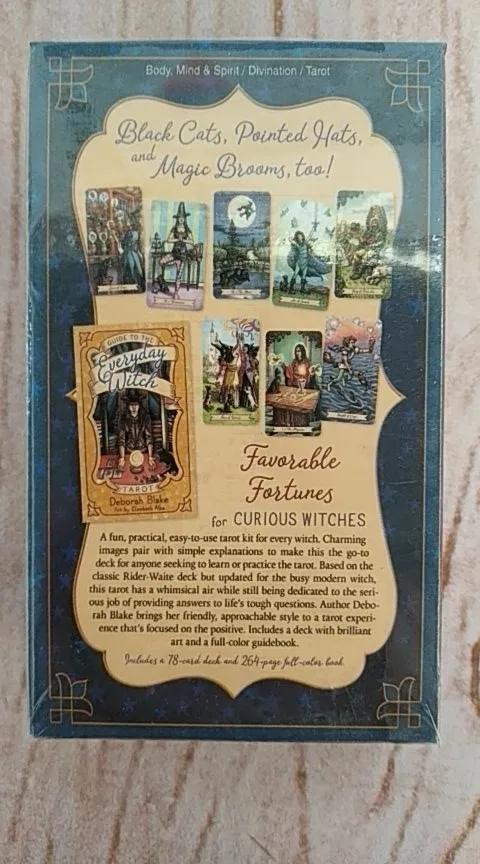 Body, Mind & Spirit / Divination / Tarot
Black Cats, Pointed Hats,
and Magic Brooms, too!
GUIDE TO THE
Everyday
Witch
TAROT
Deborah Blake
Art by Elisabeth Alba
Favorable
Fortunes
for CURIOUS WITCHES
A fun, practical, easy-to-use tarot kit for every witch. Charming
images pair with simple explanations to make this the go-to
deck for anyone seeking to learn or practice the tarot. Based on the
classic Rider-Waite deck but updated for the busy modern witch,
this tarot has a whimsical air while still being dedicated to the seri-
ous job of providing answers to life's tough questions. Author Debo-
rah Blake brings her friendly, approachable style to a tarot experi-
ence that's focused on the positive. Includes a deck with brilliant
art and a full-color guidebook.
Includes a 78-card deck and 264-page full-color book.